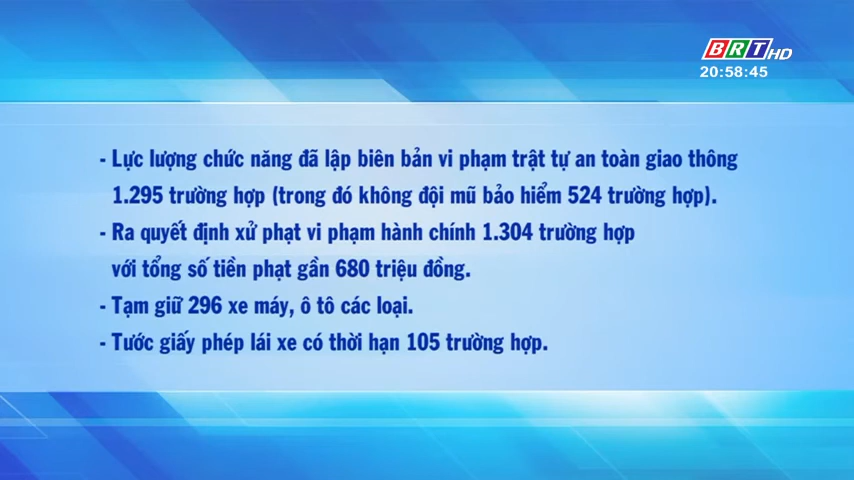 BRT HD
20:58:45
- Lực lượng chức năng đã lập biên bản vi phạm trật tự an toàn giao thông
1.295 trường hợp (trong đó không đội mũ bảo hiểm 524 trường hợp).
- Ra quyết định xử phạt vi phạm hành chính 1.304 trường hợp
với tổng số tiền phạt gần 680 triệu đồng.
- Tạm giữ 296 xe máy, ô tô các loại.
- Tước giấy phép lái xe có thời hạn 105 trường hợp.